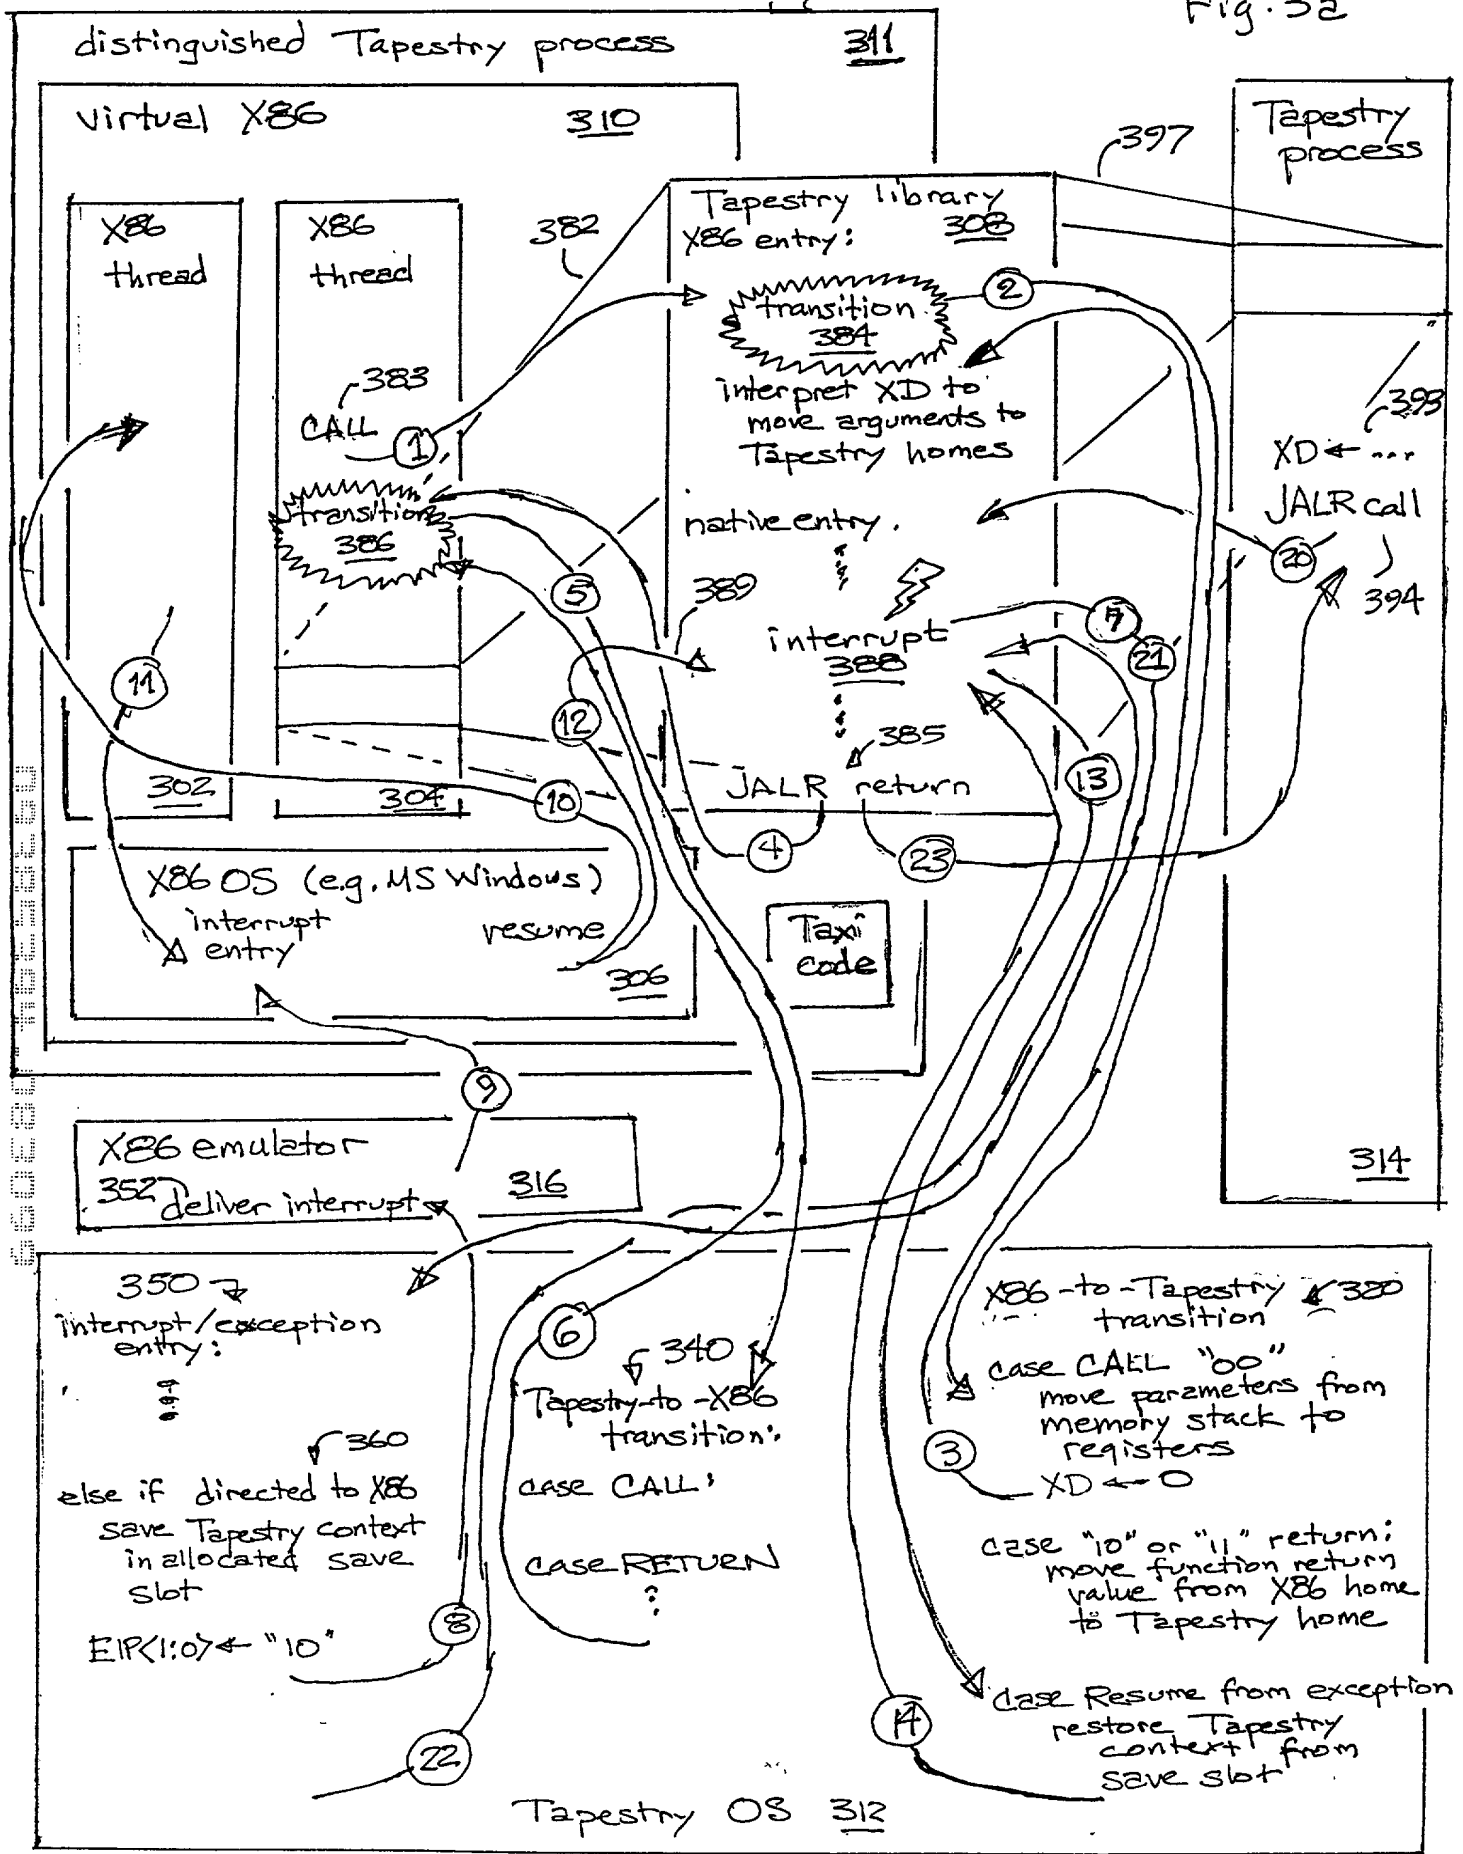 Fig. 3a
distinguished Tapestry process 311
virtual X86 310
Tapestry
process
397
X86
thread
X86
thread
382
Tapestry library
X86 entry: 308
transition
384
2
interpret XD to
move arguments to
Tapestry homes
383
CALL
1
transition
386
393
XD ← ...
JALR call
20
394
native entry.
5
389
interrupt
388
7
21
11
12
385
13
JALR return
302
304
10
4
23
X86 OS (e.g. MS Windows)
interrupt
entry
resume
306
Taxi
code
9
X86 emulator
352 deliver interrupt
316
314
350
interrupt/exception
entry:
360
else if directed to X86
save Tapestry context
in allocated save
slot
EIP<1:0> ← "10"
8
22
6
340
Tapestry-to-X86
transition:
case CALL:
case RETURN
X86-to-Tapestry 320
transition
case CALL "00"
move parameters from
memory stack to
registers
3
XD ← 0
case "10" or "11" return:
move function return
value from X86 home
to Tapestry home
case Resume from exception
restore Tapestry
context from
save slot
14
Tapestry OS 312